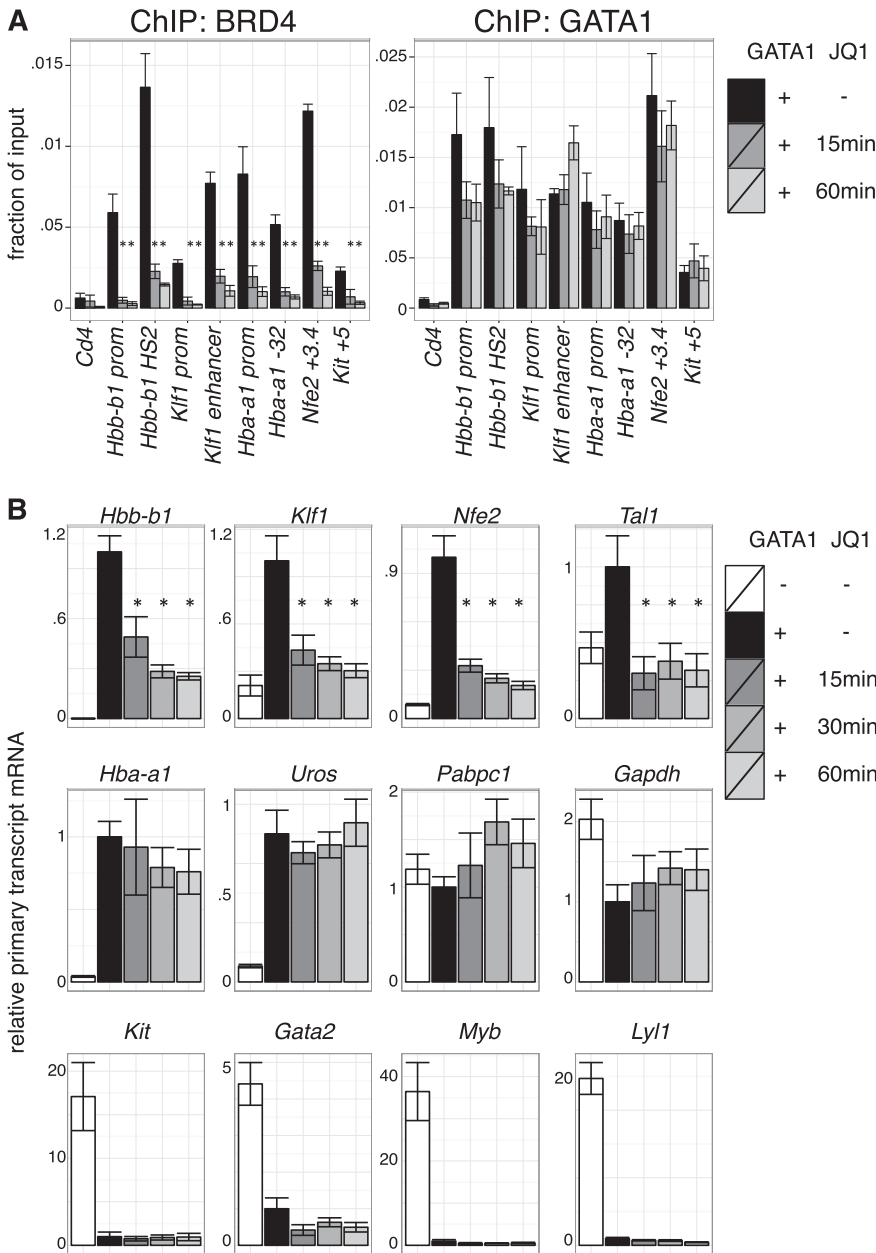 A
ChIP: BRD4
ChIP: GATA1
GATA1 JQ1
+ -
+ 15min
+ 60min
fraction of input
.015
.01
.05
0
** ** ** ** ** ** ** **
.025
.02
.015
.01
.05
0
Cd4
Hbb-b1 prom
Hbb-b1 HS2
Klf1 prom
Klf1 enhancer
Hba-a1 prom
Hba-a1 -32
Nfe2 +3.4
Kit +5
Cd4
Hbb-b1 prom
Hbb-b1 HS2
Klf1 prom
Klf1 enhancer
Hba-a1 prom
Hba-a1 -32
Nfe2 +3.4
Kit +5
B
relative primary transcript mRNA
Hbb-b1
1.2
.6
0
* * *
Klf1
1.2
.6
0
* * *
Nfe2
.9
0
* * *
Tal1
1
0
* * *
GATA1 JQ1
- -
+ -
+ 15min
+ 30min
+ 60min
Hba-a1
1
0
Uros
1
.5
0
Pabpc1
2
1
0
Gapdh
2
1
0
Kit
20
10
0
Gata2
5
0
Myb
40
20
0
Lyl1
20
0